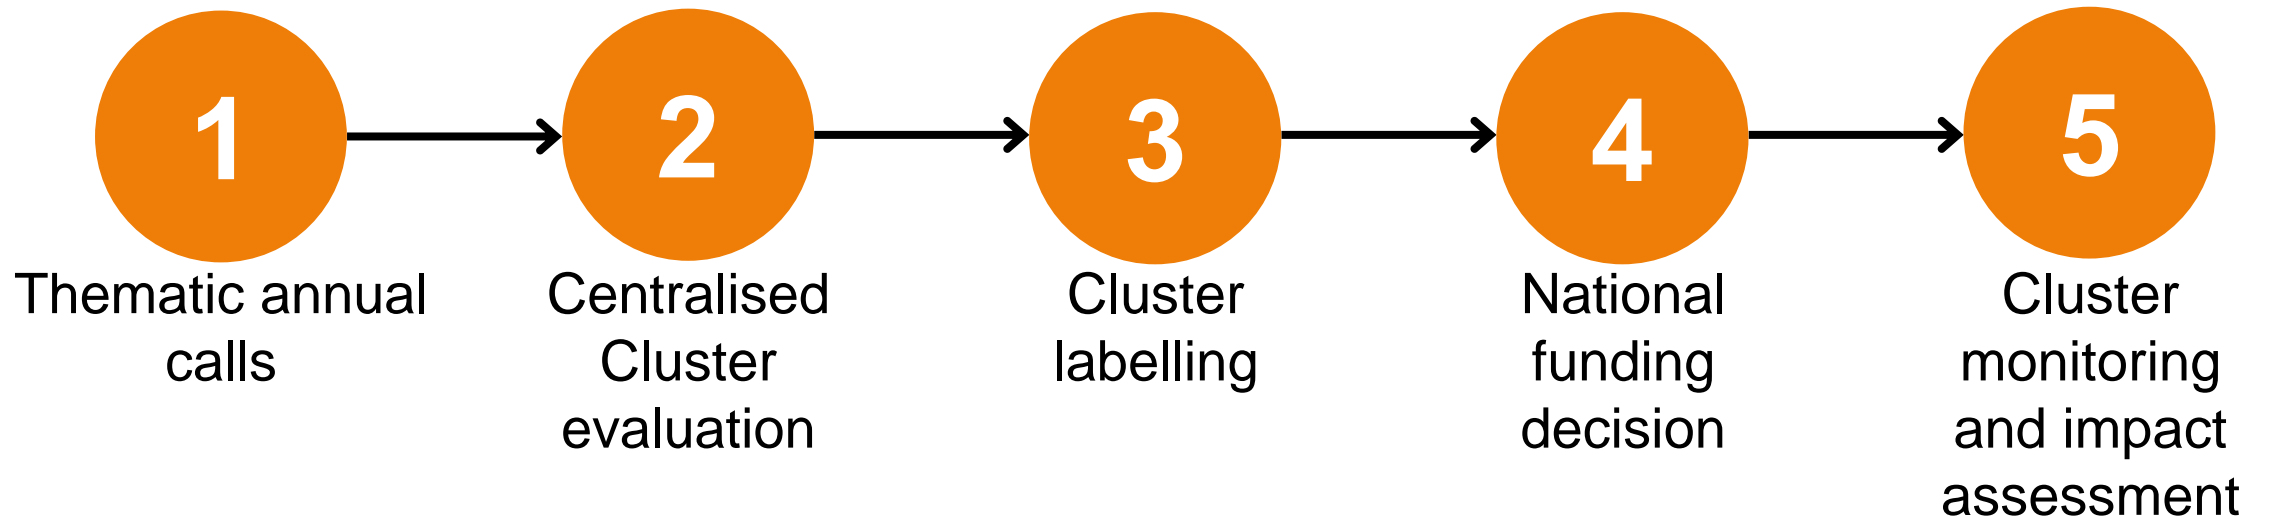 1
Thematic annual
calls
2
Centralised
Cluster
evaluation
3
Cluster
labelling
4
National
funding
decision
5
Cluster
monitoring
and impact
assessment